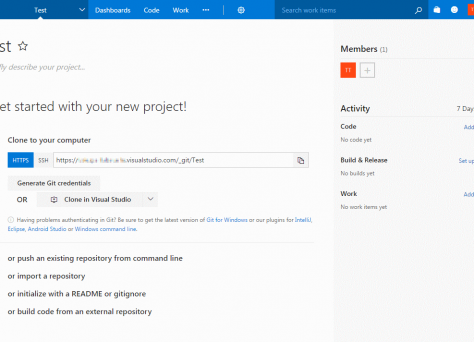 Test
Dashboards Code Work ...
Search work items
st
fly describe your project...
et started with your new project!
Clone to your computer
HTTPS SSH https:// .visualstudio.com/_git/Test
Generate Git credentials
OR Clone in Visual Studio
Having problems authenticating in Git? Be sure to get the latest version of Git for Windows or our plugins for IntelliJ,
Eclipse, Android Studio or Windows command line.
or push an existing repository from command line
or import a repository
or initialize with a README or gitignore
or build code from an external repository
Members (1)
TT
Activity 7 Day
Code Add
No code yet
Build & Release Set up
No builds yet
Work Add
No work items yet